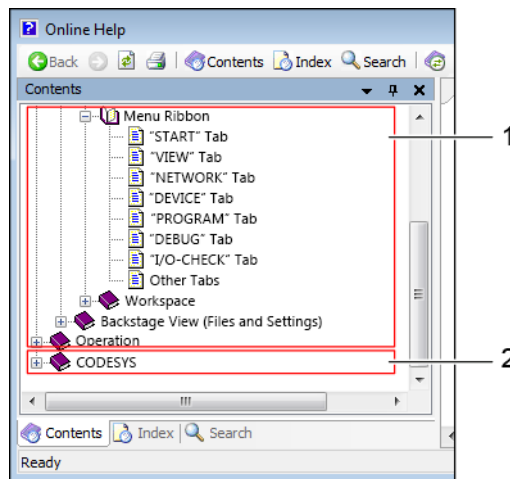 Online Help
Back Contents Index Search
Contents
Menu Ribbon
"START" Tab
"VIEW" Tab
"NETWORK" Tab
"DEVICE" Tab
"PROGRAM" Tab
"DEBUG" Tab
"I/O-CHECK" Tab
Other Tabs
Workspace
Backstage View (Files and Settings)
Operation
CODESYS
Contents Index Search
Ready
1
2